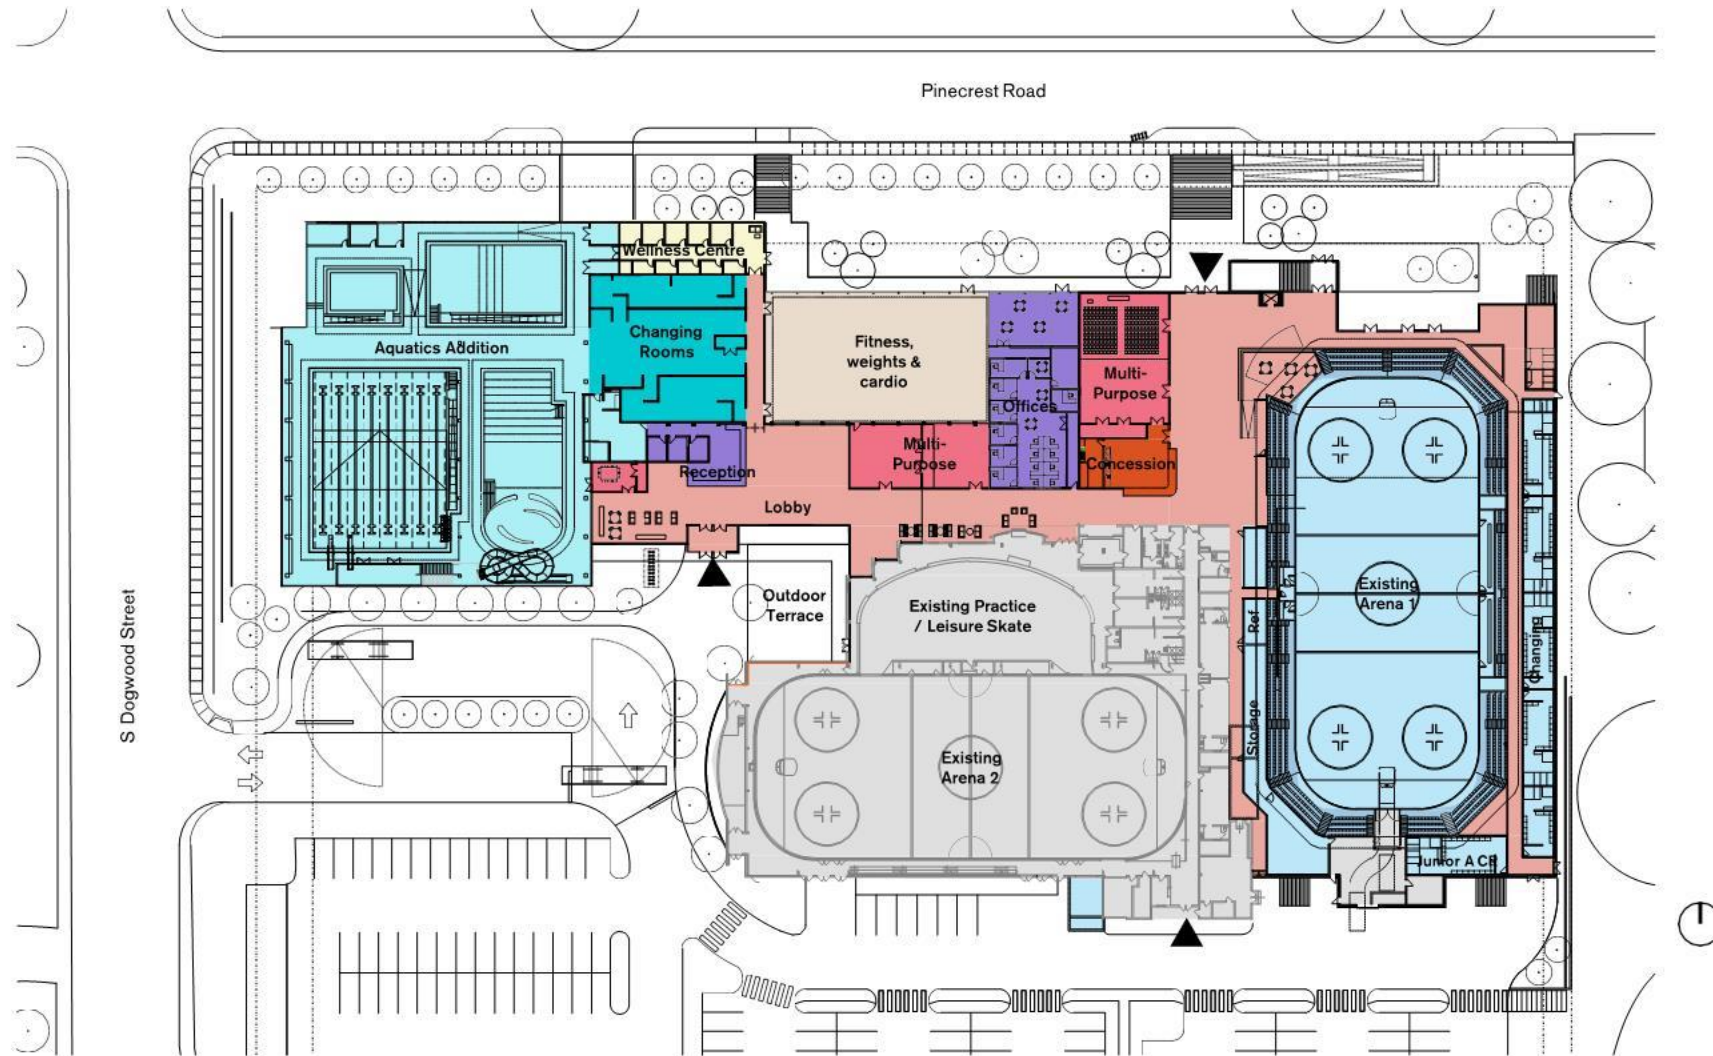 Pinecrest Road
Wellness Centre
Changing
Rooms
Aquatics Addition
Fitness,
weights &
cardio
Multi-
Purpose
Offices
Multi-
Purpose
Concession
Reception
Lobby
S Dogwood Street
Outdoor
Terrace
Existing Practice
/ Leisure Skate
Existing
Arena 1
Ref
Changing
Storage
Existing
Arena 2
Junior A CR